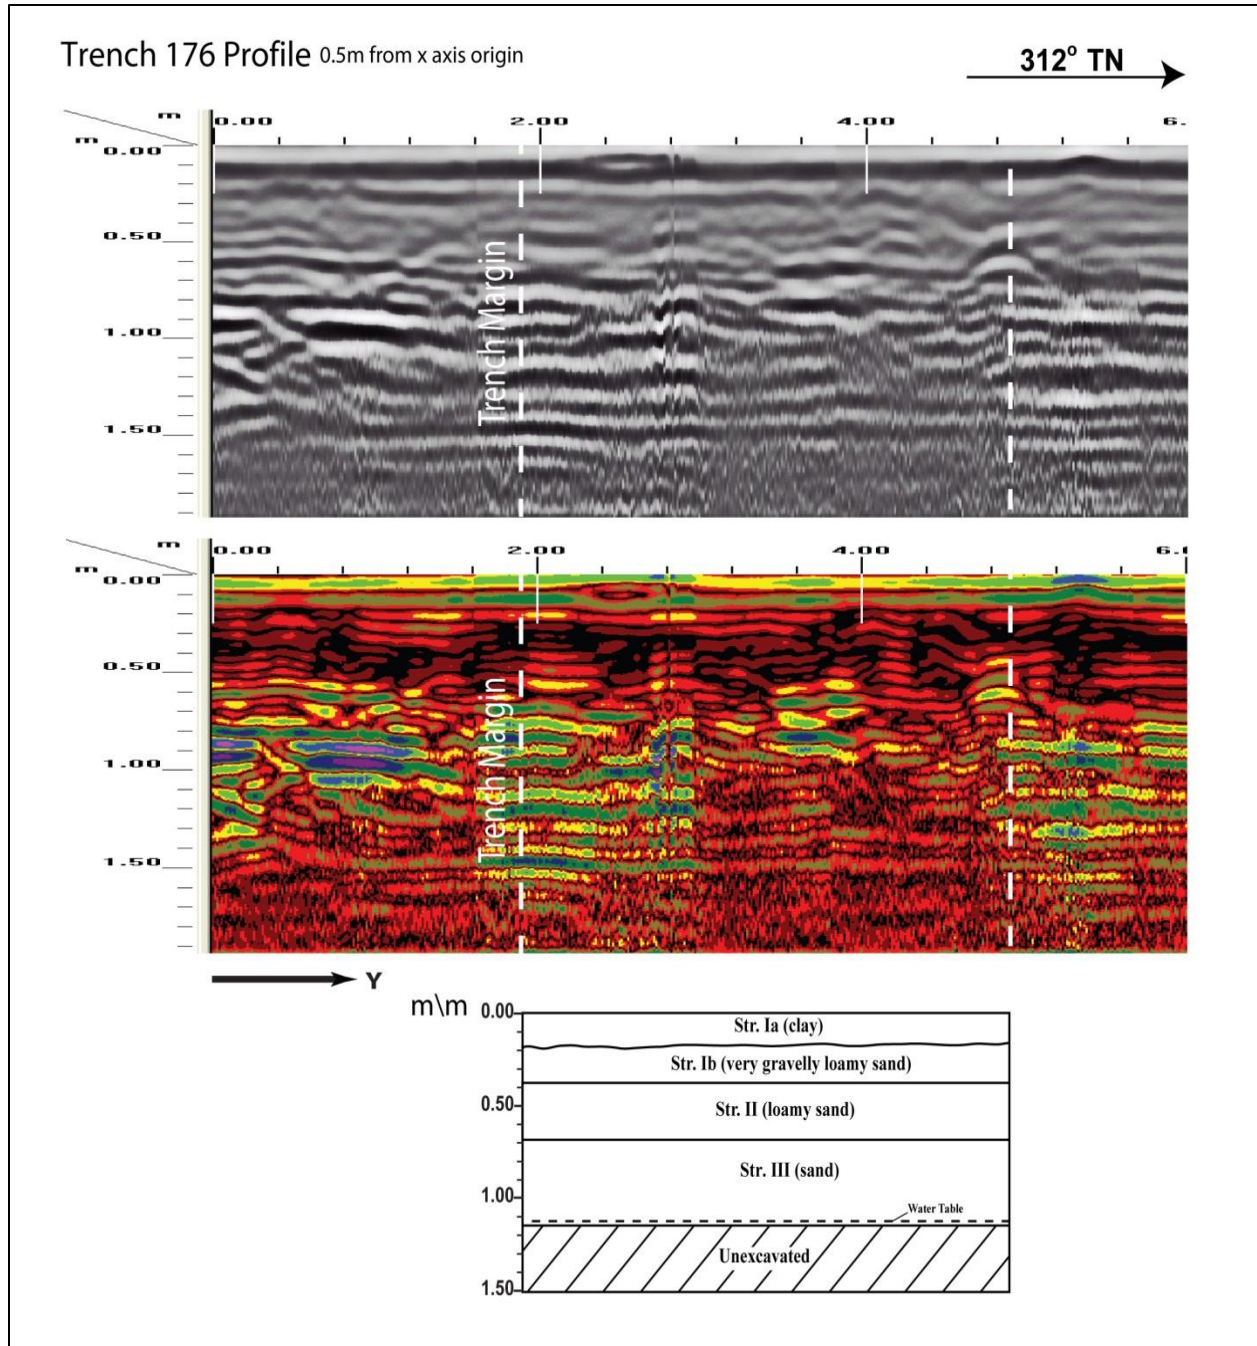 Trench 176 Profile 0.5m from x axis origin
312° TN
m
0.00 2.00 4.00 6.
m
0.00
0.50
1.00
1.50
Trench Margin
m
0.00 2.00 4.00 6.0
m
0.00
0.50
1.00
1.50
Trench Margin
Y
m\m
0.00
Str. Ia (clay)
Str. Ib (very gravelly loamy sand)
0.50
Str. II (loamy sand)
Str. III (sand)
1.00
Water Table
Unexcavated
1.50